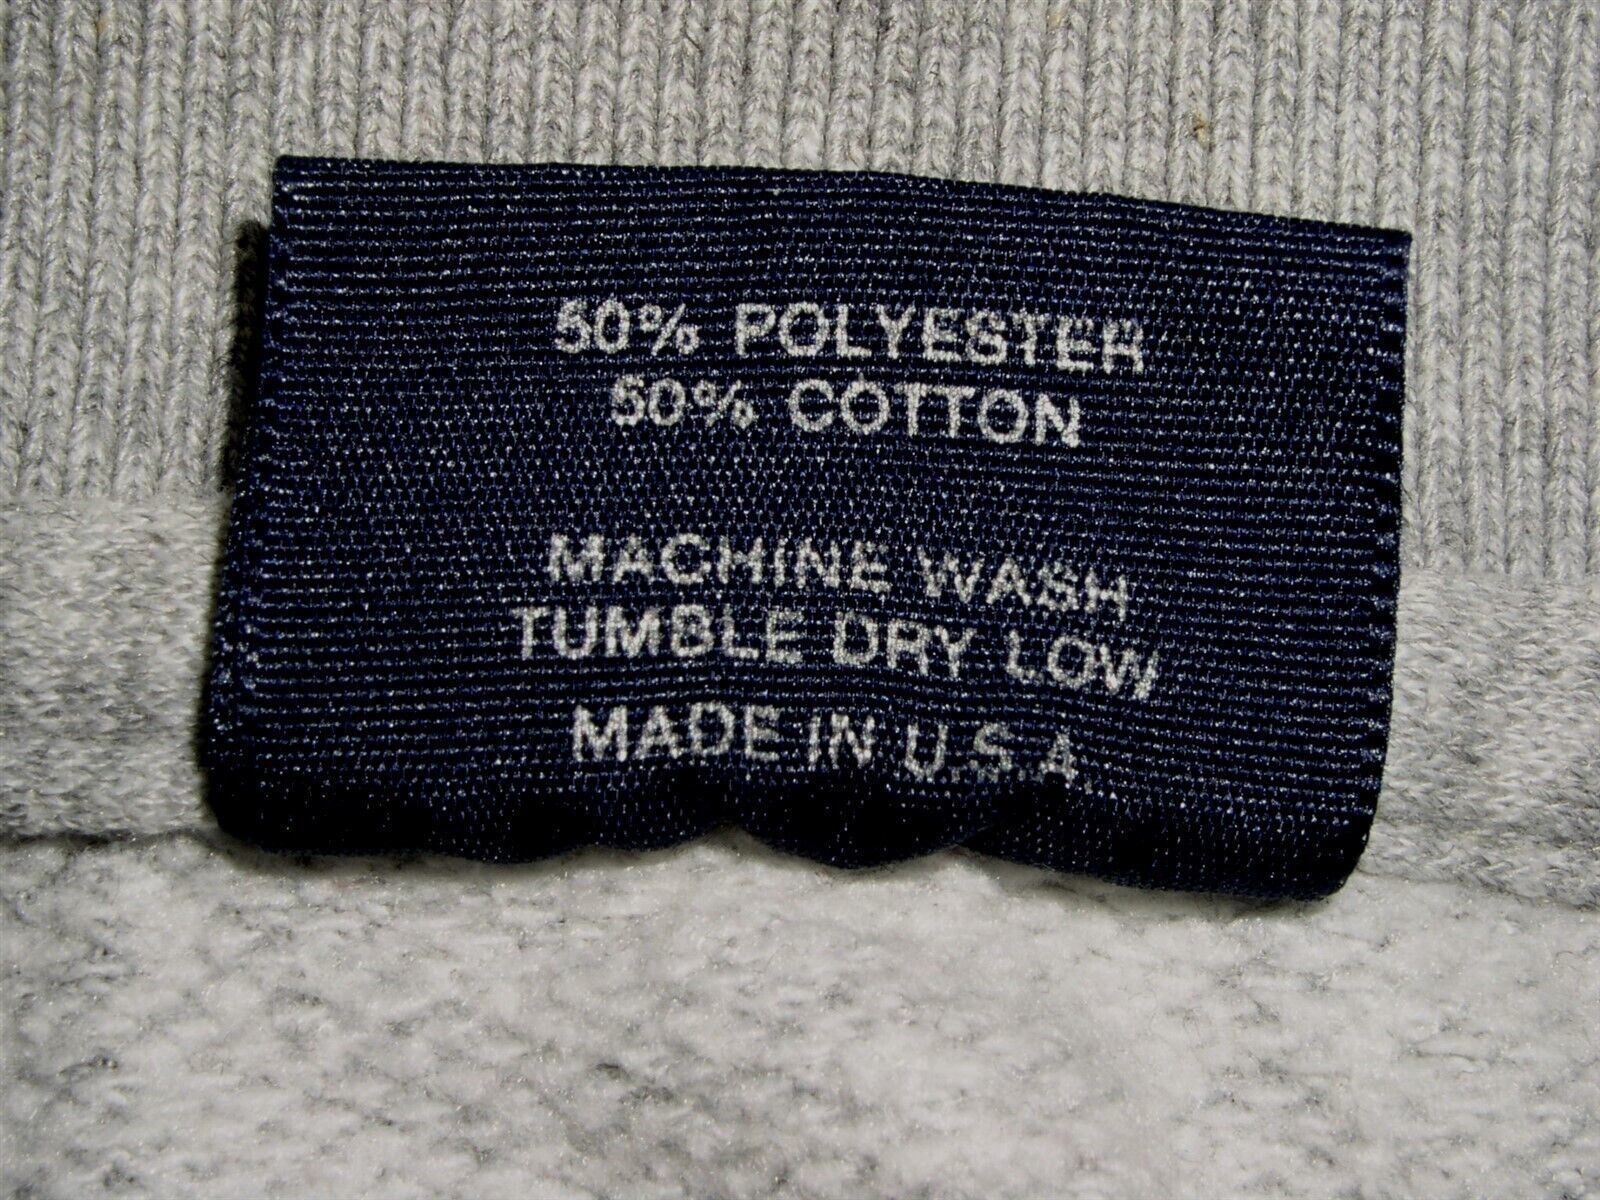 50% POLYESTER
50% COTTON
MACHINE WASH
TUMBLE DRY LOW
MADE IN U.S.A.